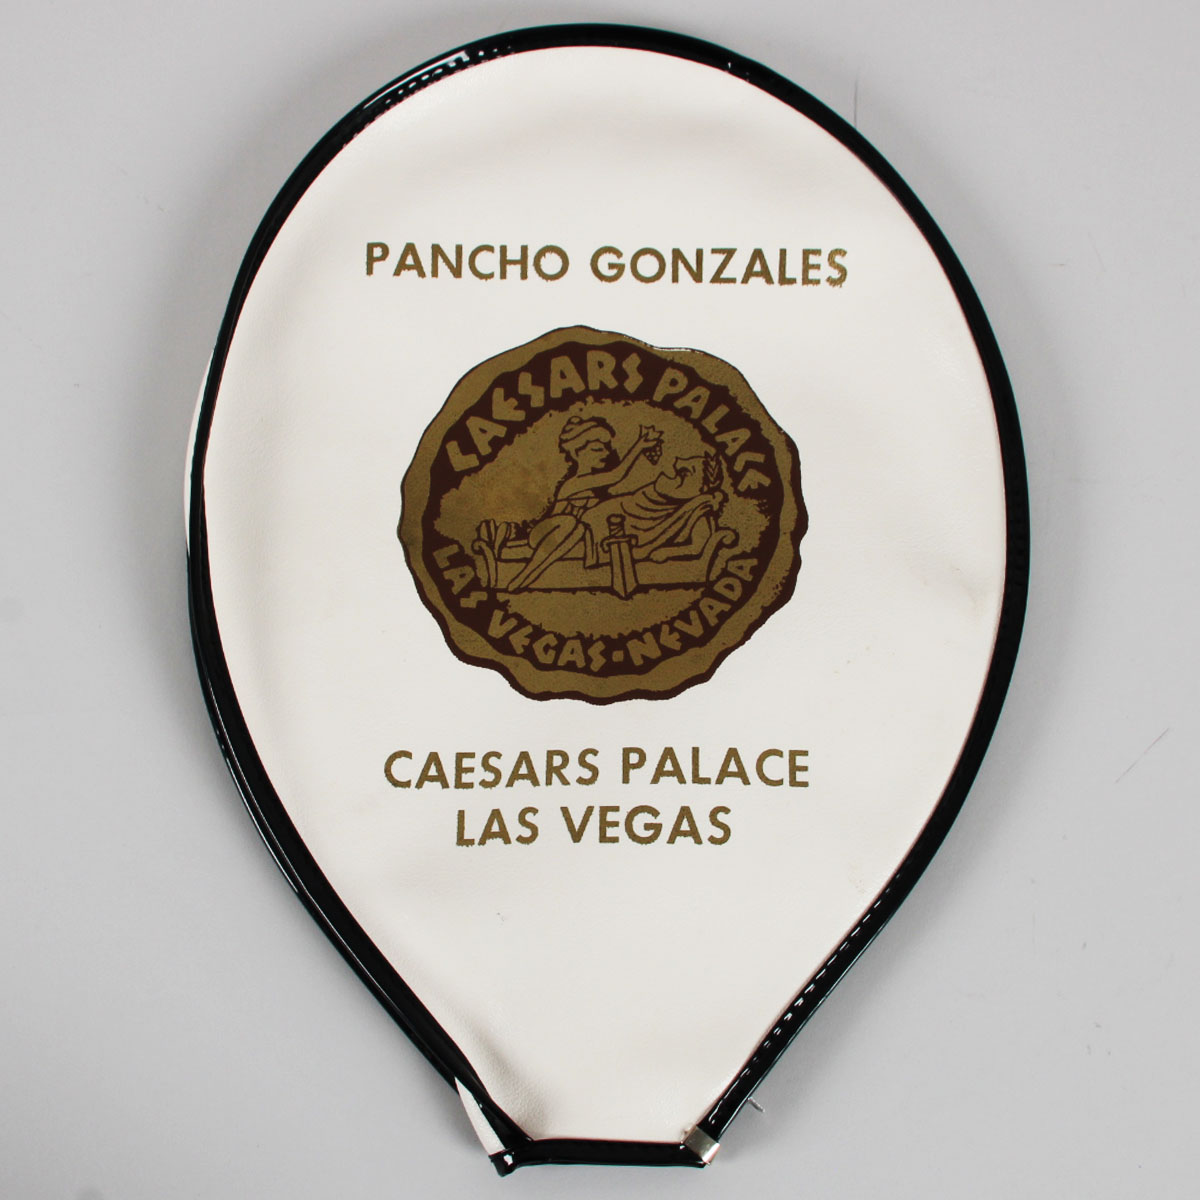 PANCHO GONZALES
CAESARS PALACE
LAS VEGAS-NEVADA
CAESARS PALACE
LAS VEGAS